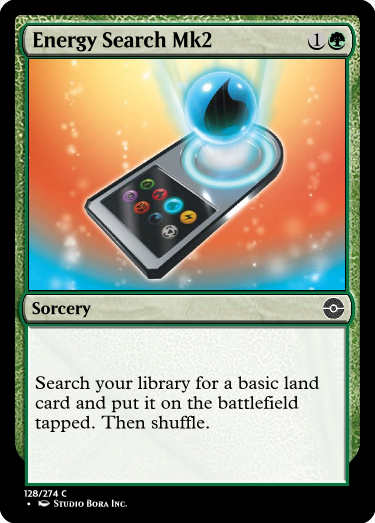 Energy Search Mk2 1
Sorcery
Search your library for a basic land
card and put it on the battlefield
tapped. Then shuffle.
128/274 C
• Studio Bora Inc.